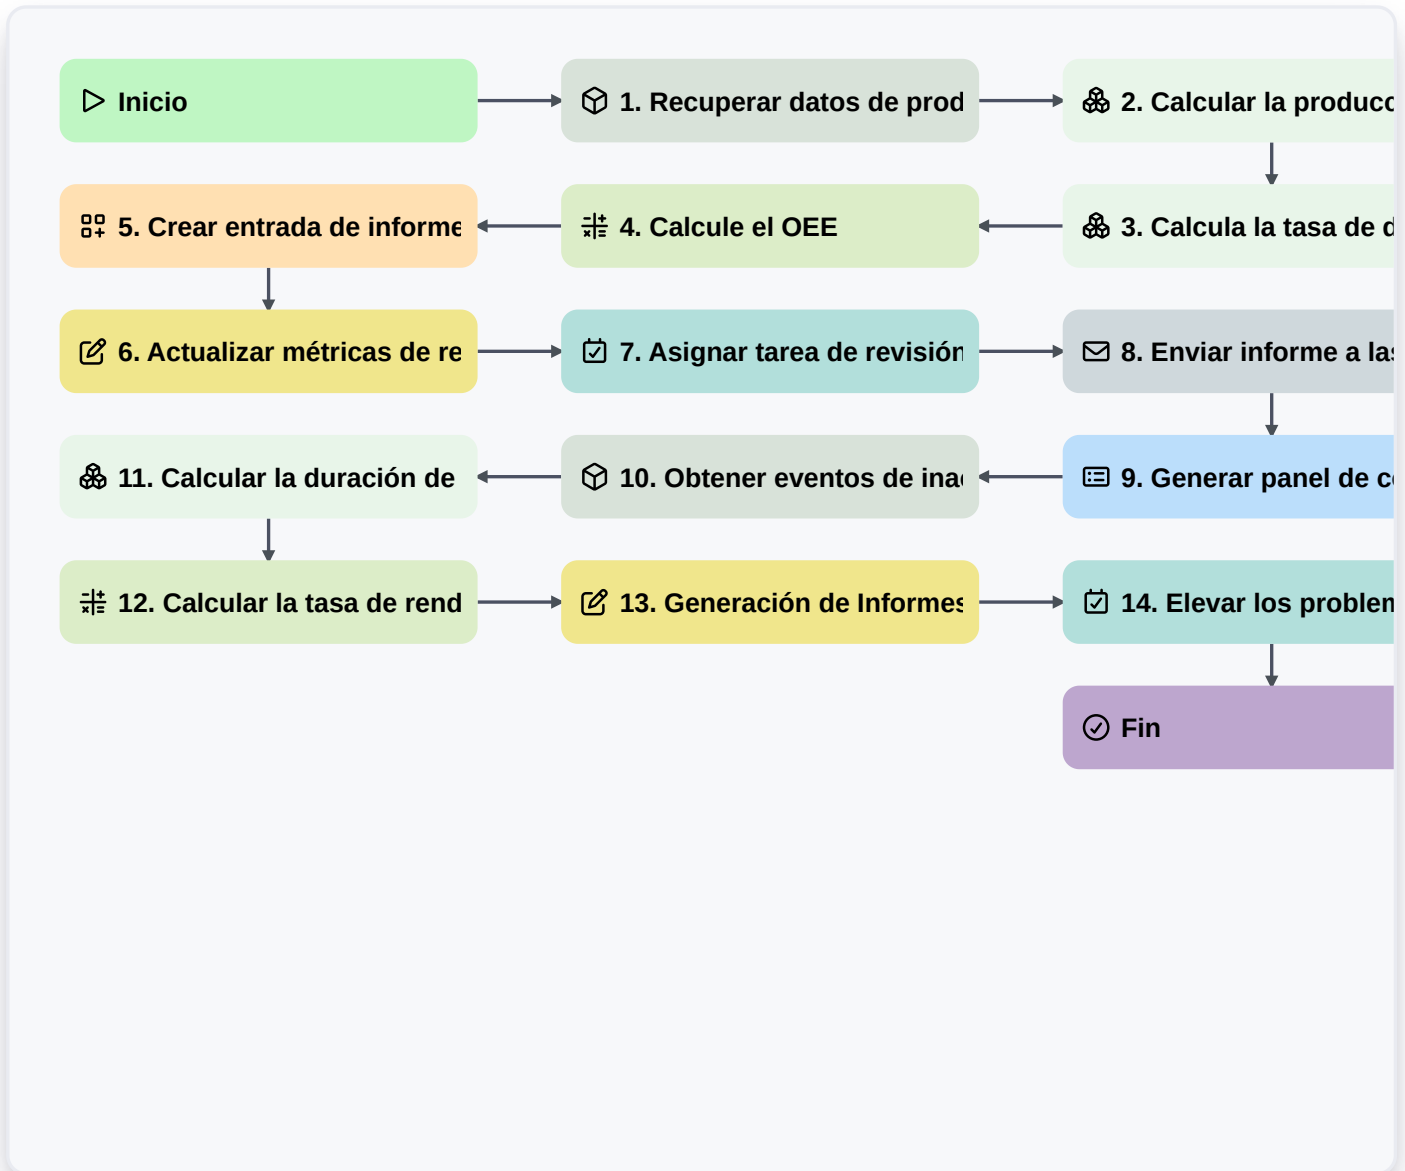 Inicio
1. Recuperar datos de prod
2. Calcular la producc
5. Crear entrada de informe
4. Calcule el OEE
3. Calcula la tasa de d
6. Actualizar métricas de re
7. Asignar tarea de revisión
8. Enviar informe a las
11. Calcular la duración de
10. Obtener eventos de inac
9. Generar panel de co
12. Calcular la tasa de rend
13. Generación de Informes
14. Elevar los problem
Fin